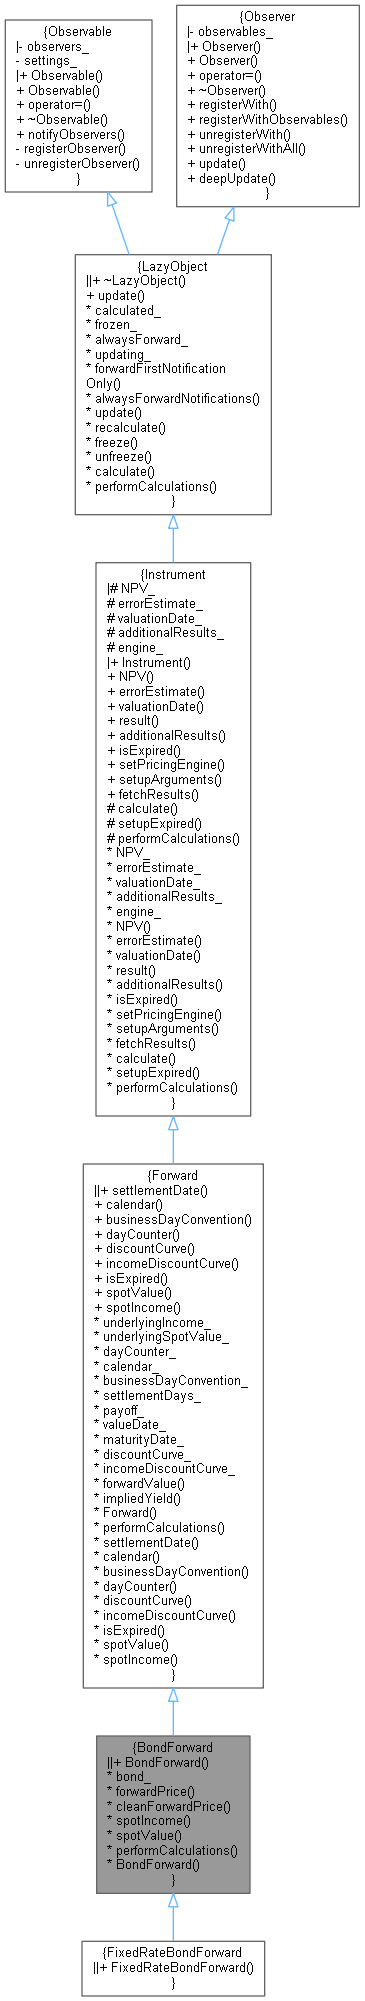 {Observable
|- observers_
- settings_
|+ Observable()
+ Observable()
+ operator=()
+ ~Observable()
+ notifyObservers()
- registerObserver()
- unregisterObserver()
}
{Observer
|- observables_
|+ Observer()
+ Observer()
+ operator=()
+ ~Observer()
+ registerWith()
+ registerWithObservables()
+ unregisterWith()
+ unregisterWithAll()
+ update()
+ deepUpdate()
}
{LazyObject
||+ ~LazyObject()
+ update()
* calculated_
* frozen_
* alwaysForward_
* updating_
* forwardFirstNotification
Only()
* alwaysForwardNotifications()
* update()
* recalculate()
* freeze()
* unfreeze()
* calculate()
* performCalculations()
}
{Instrument
|# NPV_
# errorEstimate_
# valuationDate_
# additionalResults_
# engine_
|+ Instrument()
+ NPV()
+ errorEstimate()
+ valuationDate()
+ result()
+ additionalResults()
+ isExpired()
+ setPricingEngine()
+ setupArguments()
+ fetchResults()
# calculate()
# setupExpired()
# performCalculations()
* NPV_
* errorEstimate_
* valuationDate_
* additionalResults_
* engine_
* NPV()
* errorEstimate()
* valuationDate()
* result()
* additionalResults()
* isExpired()
* setPricingEngine()
* setupArguments()
* fetchResults()
* calculate()
* setupExpired()
* performCalculations()
}
{Forward
||+ settlementDate()
+ calendar()
+ businessDayConvention()
+ dayCounter()
+ discountCurve()
+ incomeDiscountCurve()
+ isExpired()
+ spotValue()
+ spotIncome()
* underlyingIncome_
* underlyingSpotValue_
* dayCounter_
* calendar_
* businessDayConvention_
* settlementDays_
* payoff_
* valueDate_
* maturityDate_
* discountCurve_
* incomeDiscountCurve_
* forwardValue()
* impliedYield()
* Forward()
* performCalculations()
* settlementDate()
* calendar()
* businessDayConvention()
* dayCounter()
* discountCurve()
* incomeDiscountCurve()
* isExpired()
* spotValue()
* spotIncome()
}
{BondForward
||+ BondForward()
* bond_
* forwardPrice()
* cleanForwardPrice()
* spotIncome()
* spotValue()
* performCalculations()
* BondForward()
}
{FixedRateBondForward
||+ FixedRateBondForward()
}